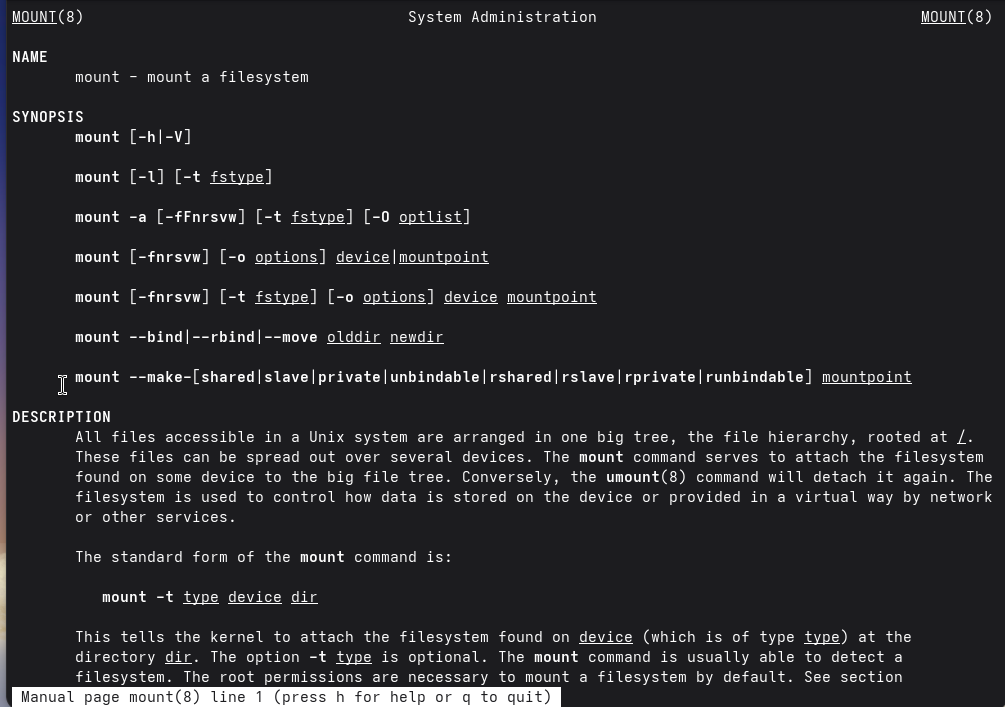 MOUNT(8) System Administration MOUNT(8)
NAME
mount - mount a filesystem
SYNOPSIS
mount [-h|-V]
mount [-l] [-t fstype]
mount -a [-fFnrsvw] [-t fstype] [-O optlist]
mount [-fnrsvw] [-o options] device|mountpoint
mount [-fnrsvw] [-t fstype] [-o options] device mountpoint
mount --bind|--rbind|--move olddir newdir
mount --make-[shared|slave|private|unbindable|rshared|rslave|rprivate|runbindable] mountpoint
DESCRIPTION
All files accessible in a Unix system are arranged in one big tree, the file hierarchy, rooted at /.
These files can be spread out over several devices. The mount command serves to attach the filesystem
found on some device to the big file tree. Conversely, the umount(8) command will detach it again. The
filesystem is used to control how data is stored on the device or provided in a virtual way by network
or other services.
The standard form of the mount command is:
mount -t type device dir
This tells the kernel to attach the filesystem found on device (which is of type type) at the
directory dir. The option -t type is optional. The mount command is usually able to detect a
filesystem. The root permissions are necessary to mount a filesystem by default. See section
Manual page mount(8) line 1 (press h for help or q to quit)